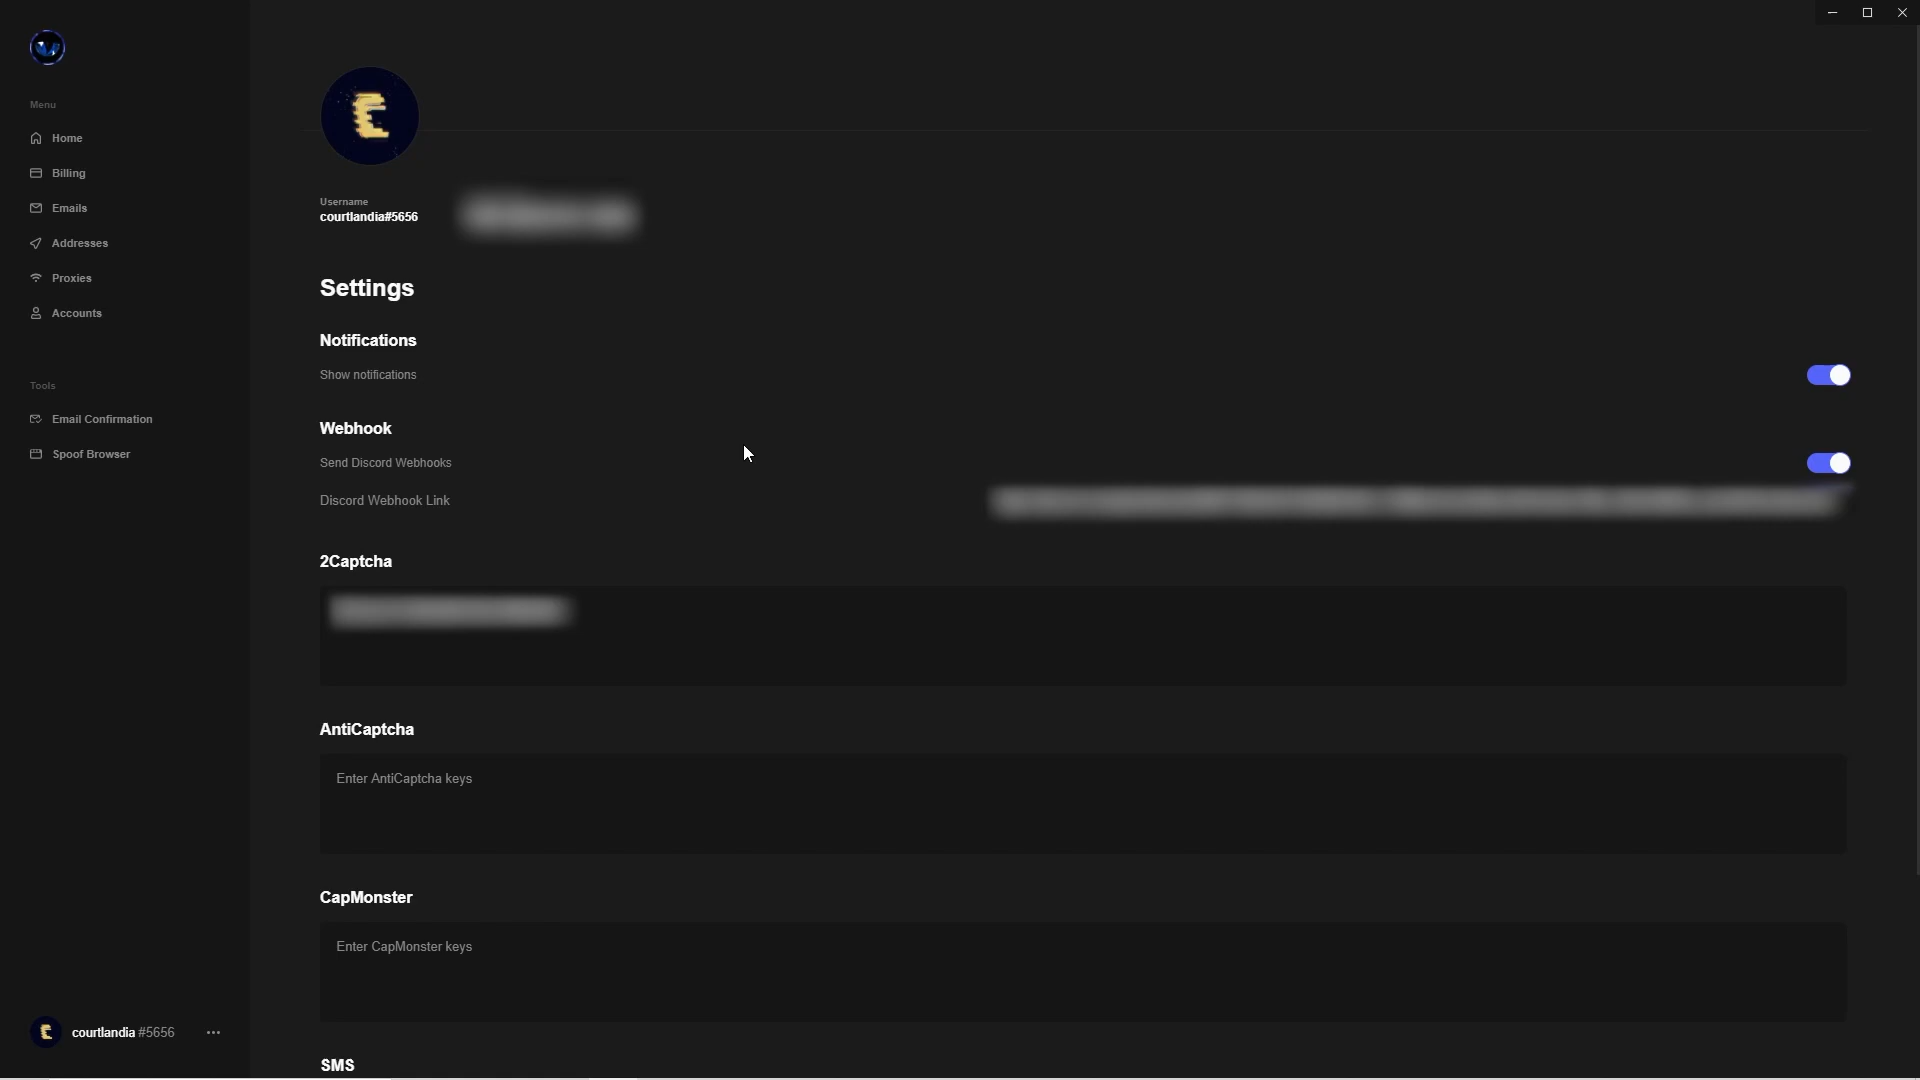 Menu
Home
Billing
Emails
Addresses
Proxies
Accounts
Tools
Email Confirmation
Spoof Browser
courtlandia #5656
Username
courtlandia#5656
Settings
Notifications
Show notifications
Webhook
Send Discord Webhooks
Discord Webhook Link
2Captcha
AntiCaptcha
Enter AntiCaptcha keys
CapMonster
Enter CapMonster keys
SMS